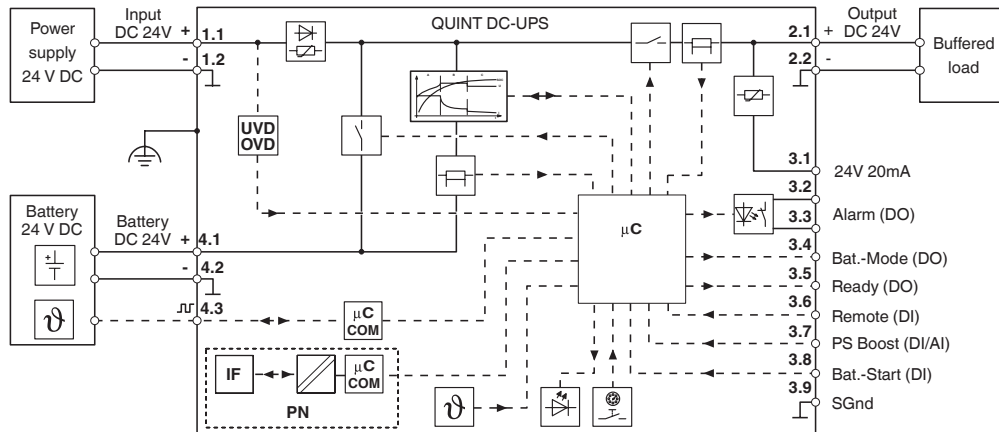 Power
supply
24 V DC
Input
DC 24V
+
-
1.1
1.2
QUINT DC-UPS
2.1
2.2
Output
+ DC 24V
-
Buffered
load
UVD
OVD
Battery
24 V DC
+
ϑ
Battery
DC 24V
+
-
4.1
4.2
4.3
μC
COM
IF
μC
COM
PN
μC
ϑ
3.1
24V 20mA
3.2
3.3
Alarm (DO)
3.4
Bat.-Mode (DO)
3.5
Ready (DO)
3.6
Remote (DI)
3.7
PS Boost (DI/AI)
3.8
Bat.-Start (DI)
3.9
SGnd